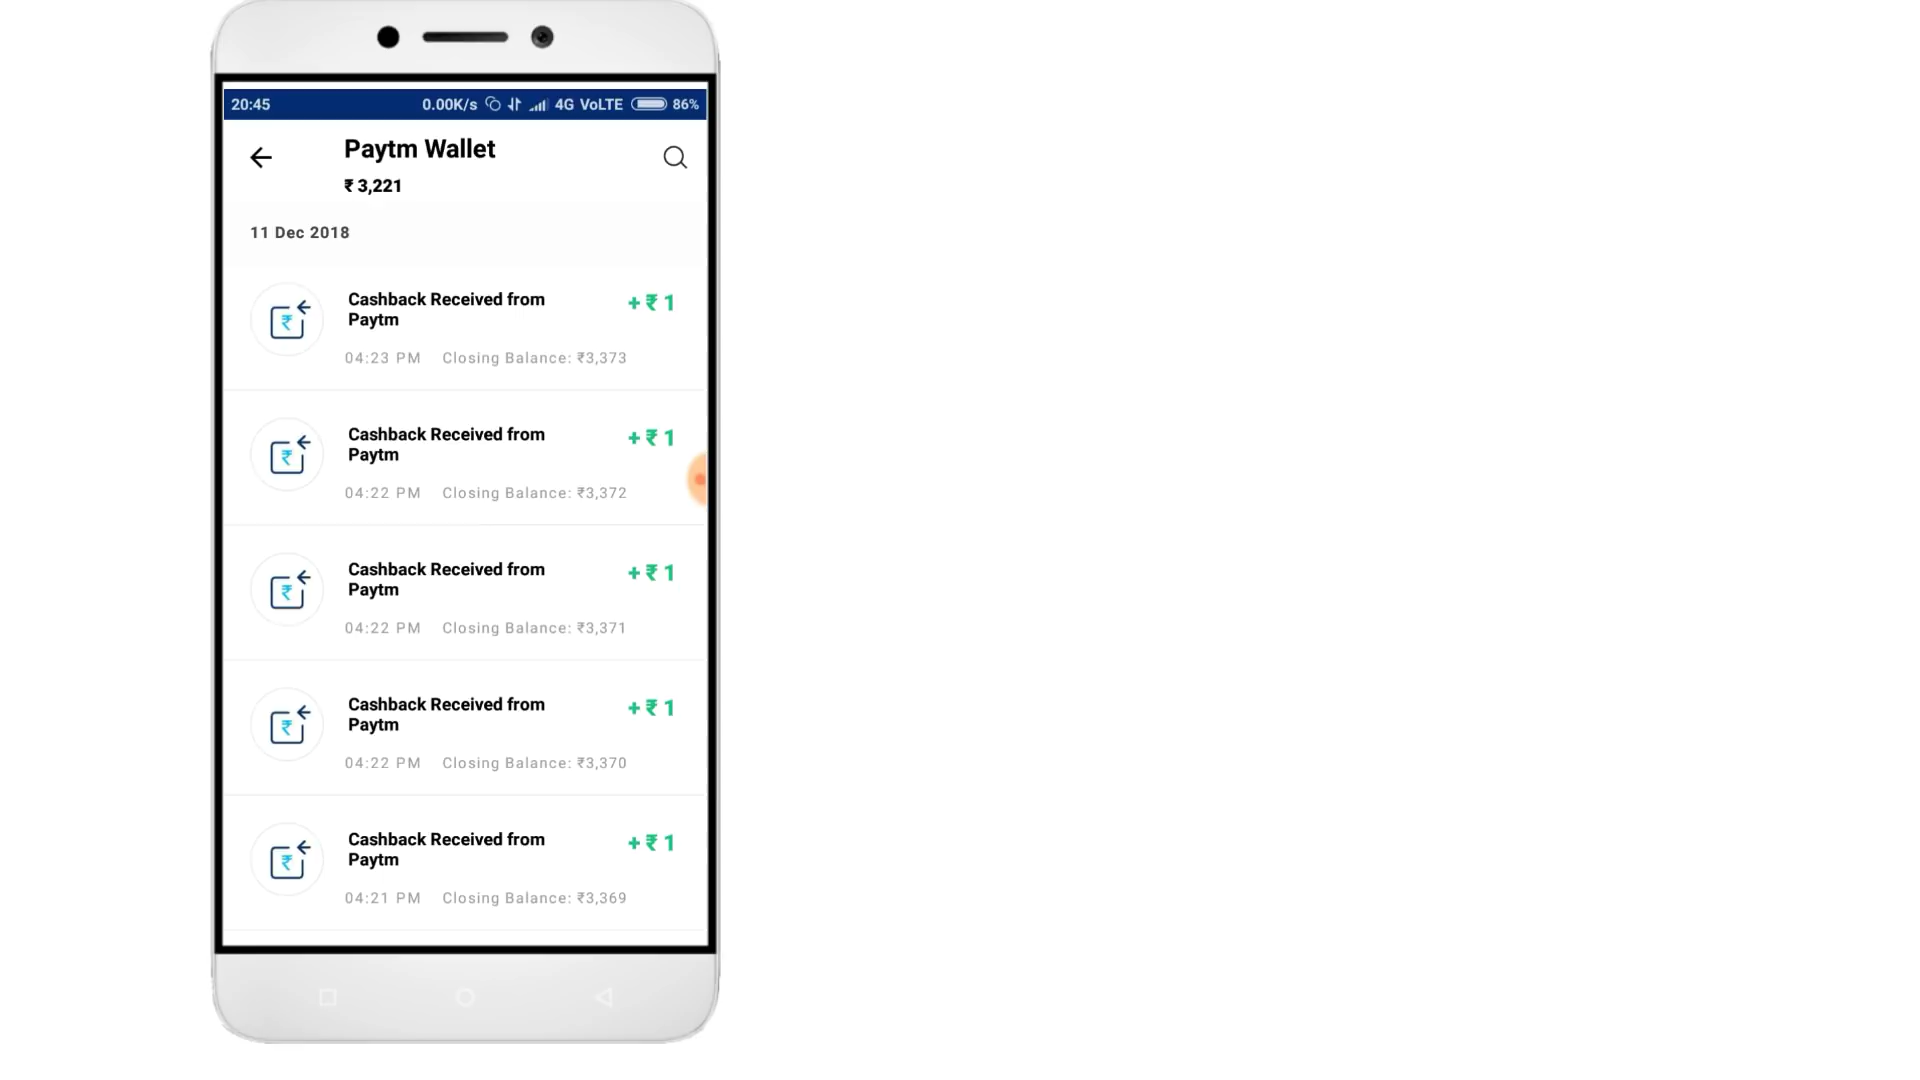 20:45 0.00K/s 4G VoLTE 86%
Paytm Wallet
₹ 3,221
11 Dec 2018
Cashback Received from
Paytm
+ ₹ 1
04:23 PM Closing Balance: ₹3,373
Cashback Received from
Paytm
+ ₹ 1
04:22 PM Closing Balance: ₹3,372
Cashback Received from
Paytm
+ ₹ 1
04:22 PM Closing Balance: ₹3,371
Cashback Received from
Paytm
+ ₹ 1
04:22 PM Closing Balance: ₹3,370
Cashback Received from
Paytm
+ ₹ 1
04:21 PM Closing Balance: ₹3,369